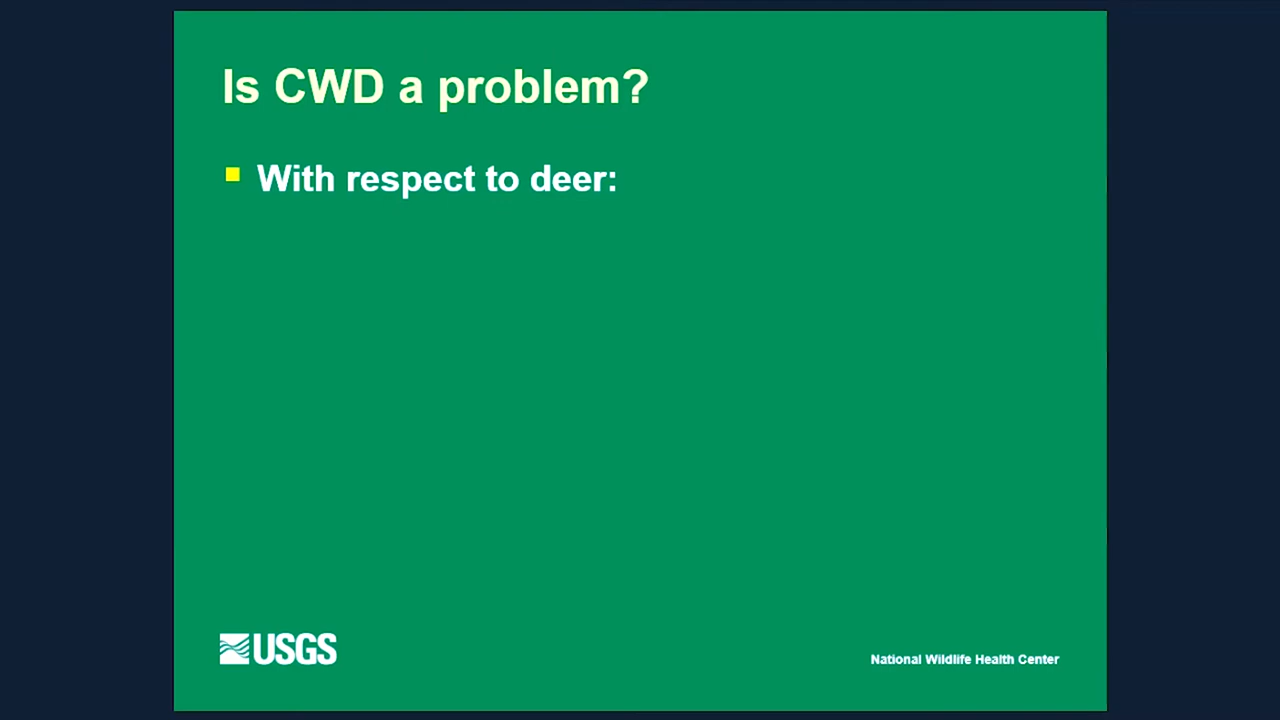 Is CWD a problem?
With respect to deer:
USGS
National Wildlife Health Center